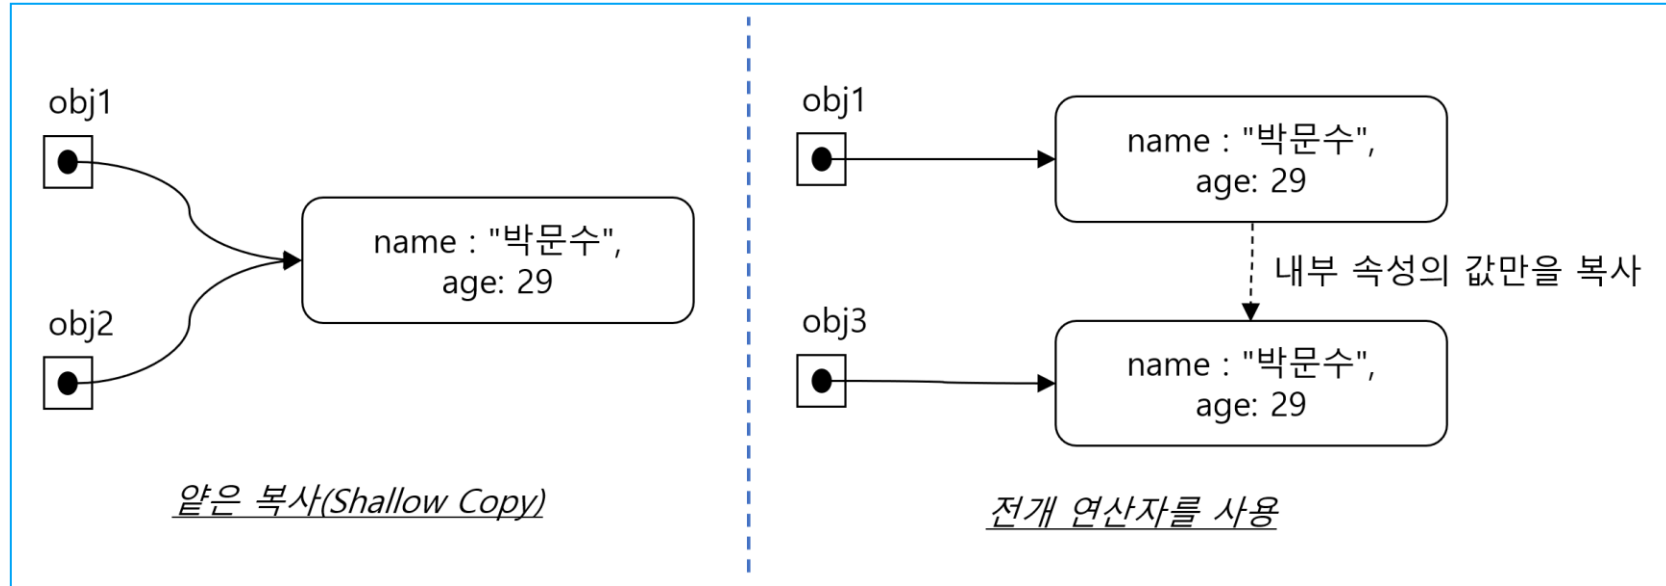 obj1
name : "박문수",
age: 29
obj2
얕은 복사(Shallow Copy)
obj1
name : "박문수",
age: 29
내부 속성의 값만을 복사
obj3
name : "박문수",
age: 29
전개 연산자를 사용